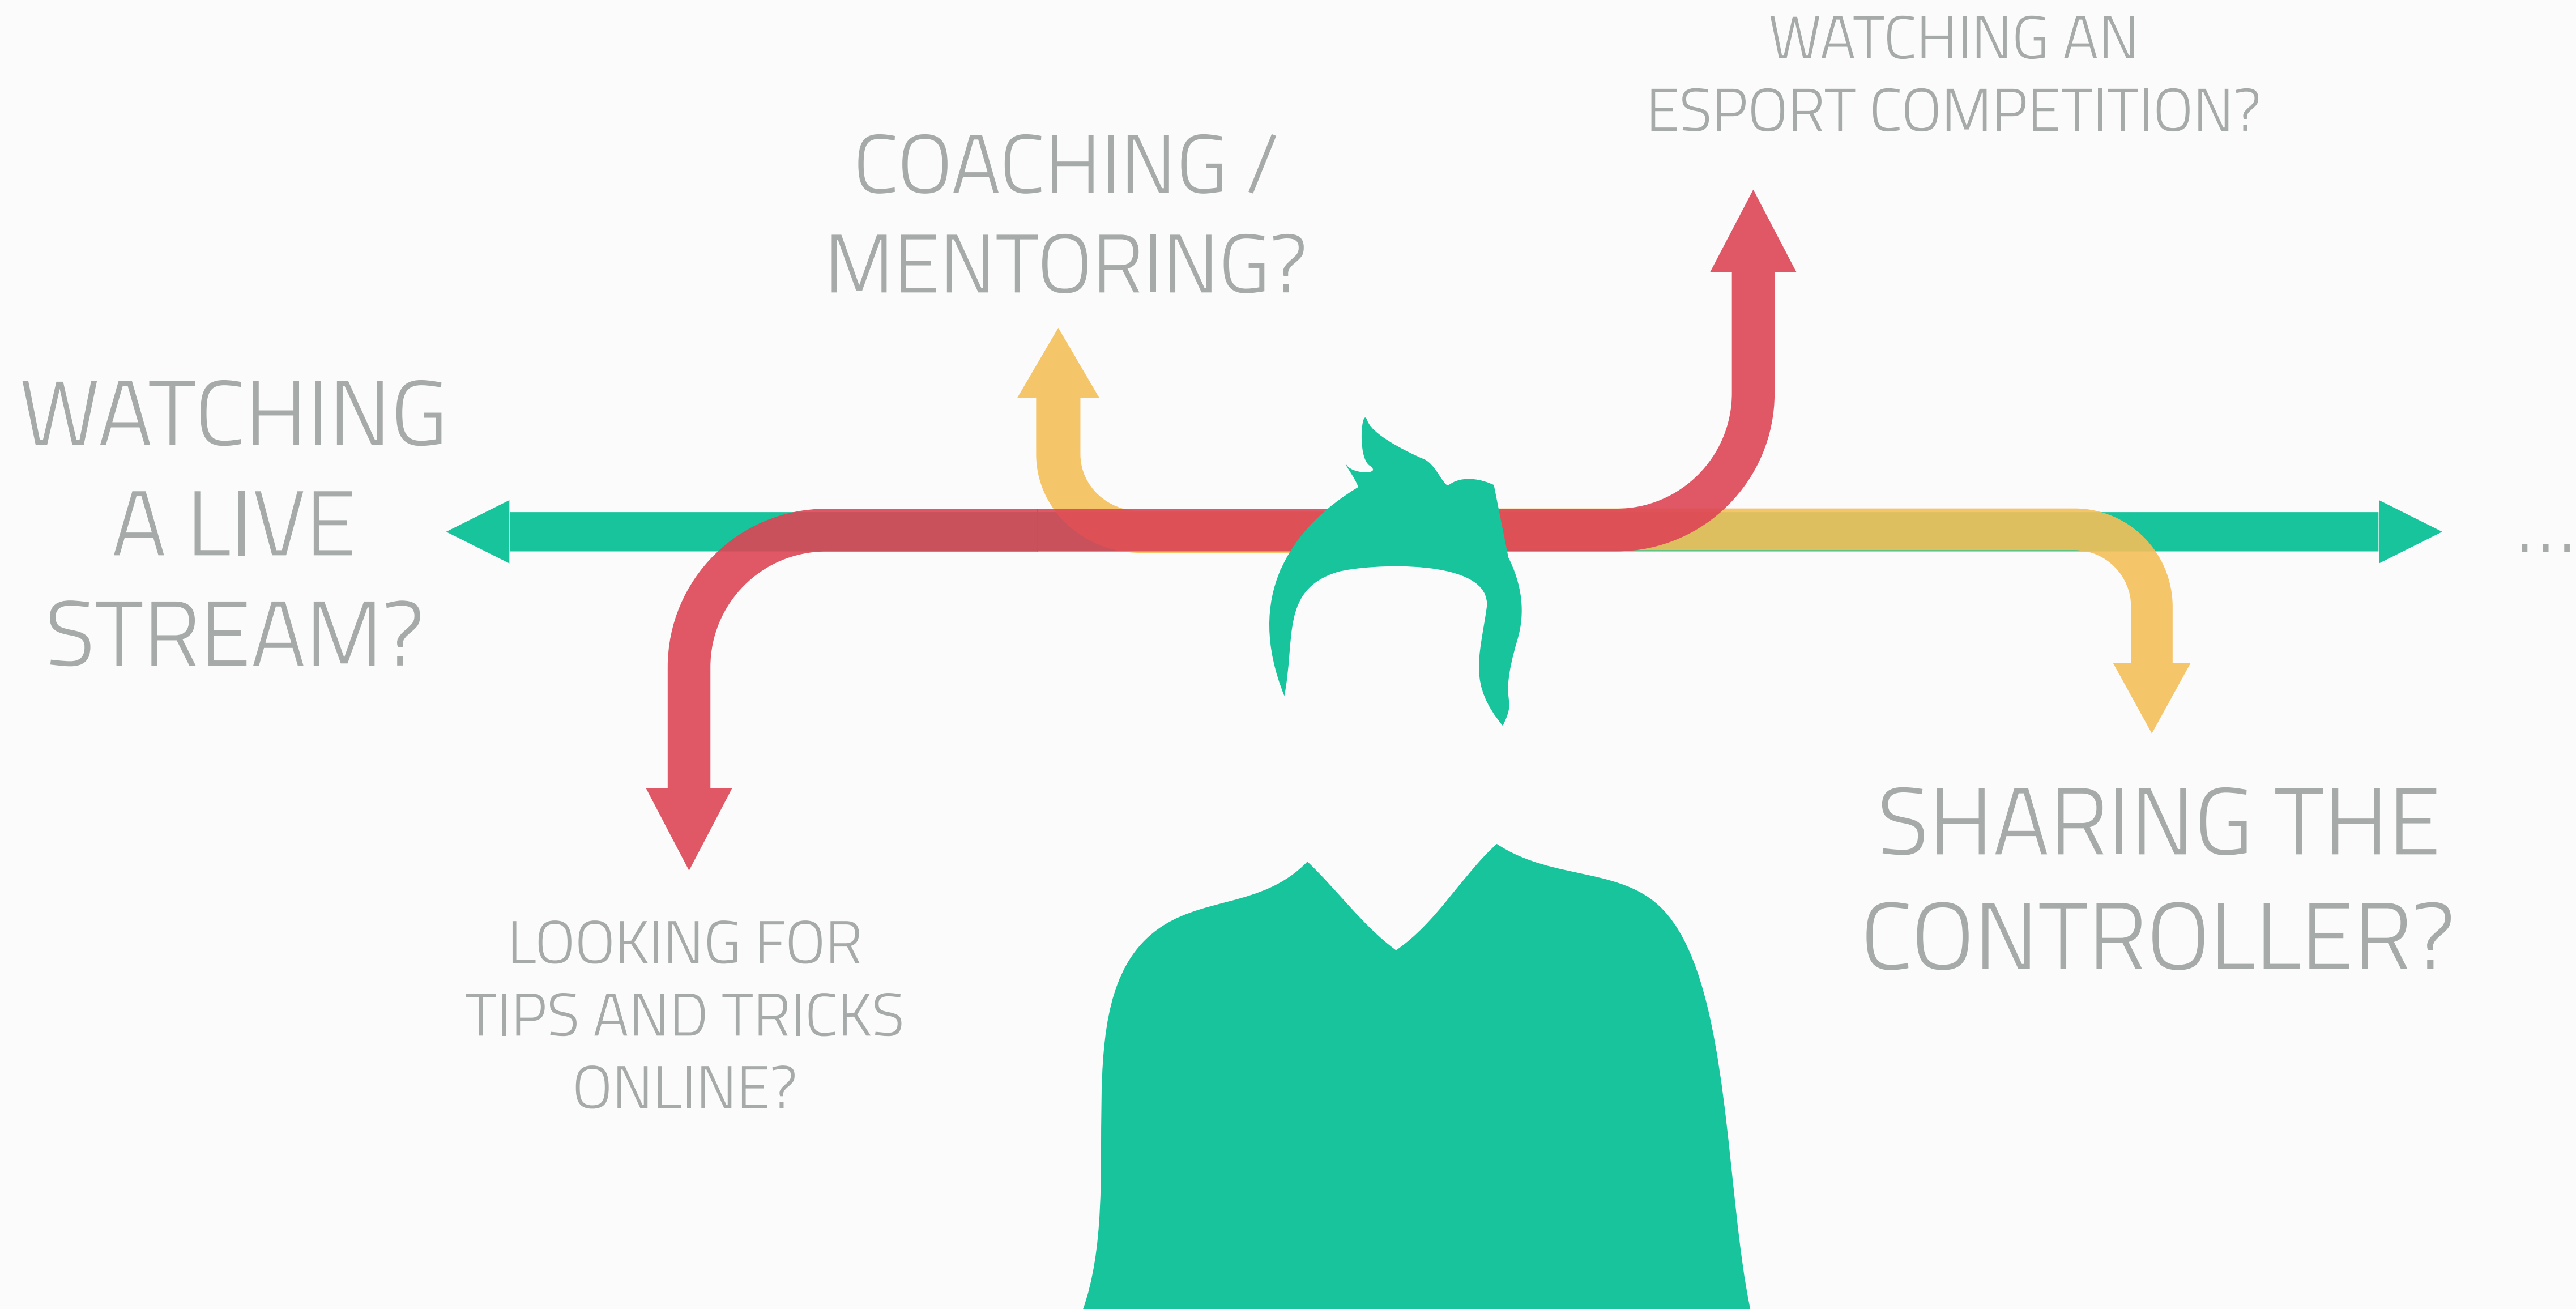 WATCHING AN
ESPORT COMPETITION?
COACHING /
MENTORING?
WATCHING
A LIVE
STREAM?
...
SHARING THE
CONTROLLER?
LOOKING FOR
TIPS AND TRICKS
ONLINE?